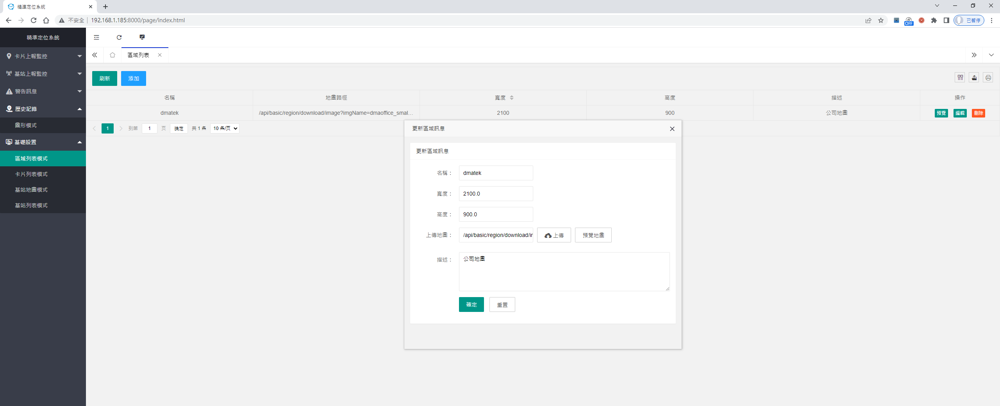 精準定位系統
不安全 192.168.1.185:8000/page/index.html
OFF
已暫停
精準定位系統
卡片上報監控
基站上報監控
警告訊息
歷史記錄
圖形模式
基礎設置
區域列表模式
卡片列表模式
基站地圖模式
基站列表模式
區域列表
刷新 添加
名稱 地圖路徑 寬度 高度 描述 操作
dmatek /api/basic/region/download/image?imgName=dmaoffice_smal... 2100 900 公司地圖 預覽 編輯 刪除
1 到第 1 页 确定 共 1 条 10 条/页
更新區域訊息
更新區域訊息
名稱： dmatek
寬度： 2100.0
高度： 900.0
上傳地圖： /api/basic/region/download/ir 上傳 預覽地圖
描述： 公司地圖
確定 重置